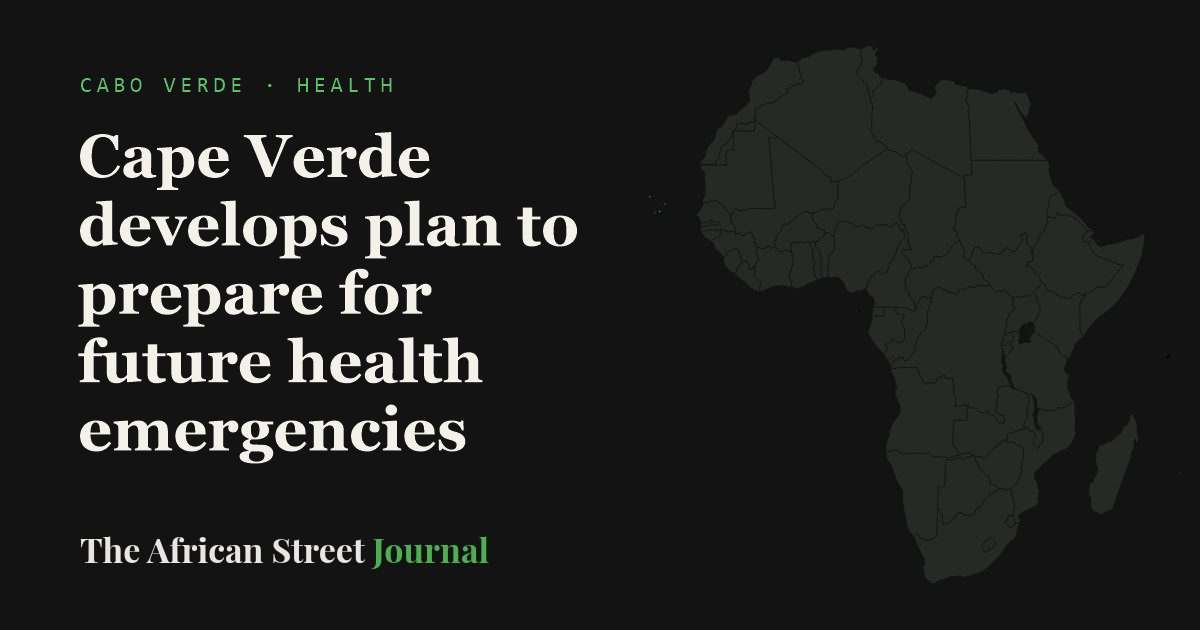 CABO VERDE · HEALTH
Cape Verde
develops plan to
prepare for
future health
emergencies
The African Street Journal